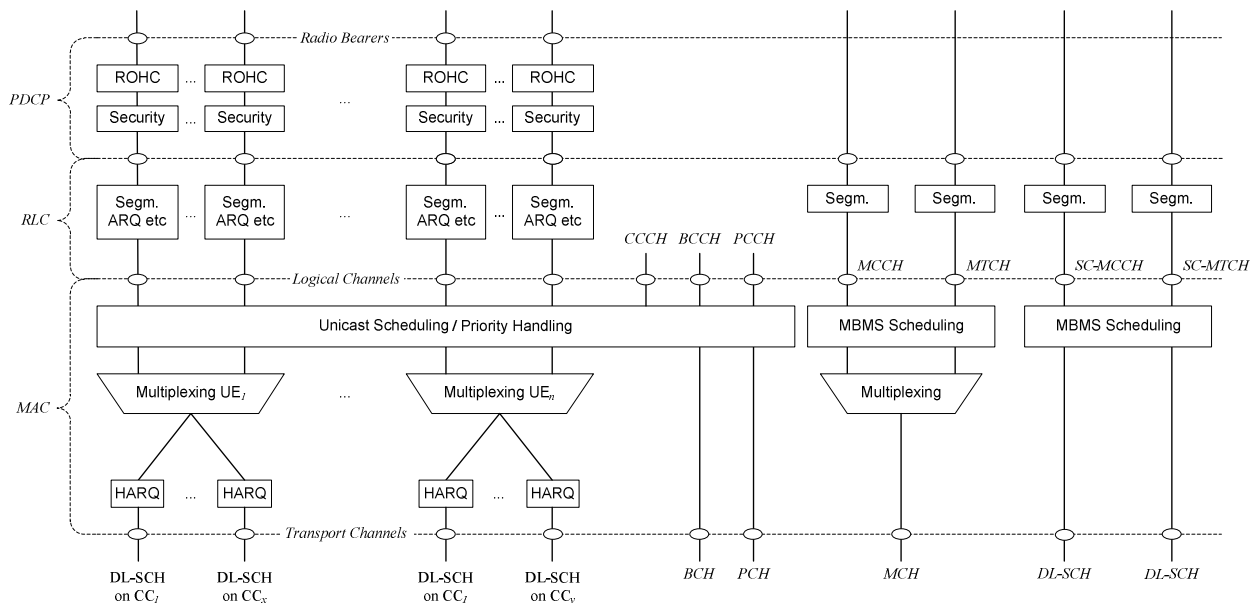 Radio Bearers
ROHC ... ROHC ROHC ... ROHC
PDCP ...
Security ... Security Security ... Security
Segm. ARQ etc ... Segm. ARQ etc ... Segm. ARQ etc ... Segm. ARQ etc Segm. Segm. Segm. Segm.
RLC
CCCH BCCH PCCH
MCCH MTCH SC-MCCH SC-MTCH
Logical Channels
Unicast Scheduling / Priority Handling MBMS Scheduling MBMS Scheduling
Multiplexing UE1 ... Multiplexing UEn Multiplexing
MAC
HARQ ... HARQ HARQ ... HARQ
Transport Channels
DL-SCH DL-SCH DL-SCH DL-SCH BCH PCH MCH DL-SCH DL-SCH
on CC1 on CCx on CC1 on CCy